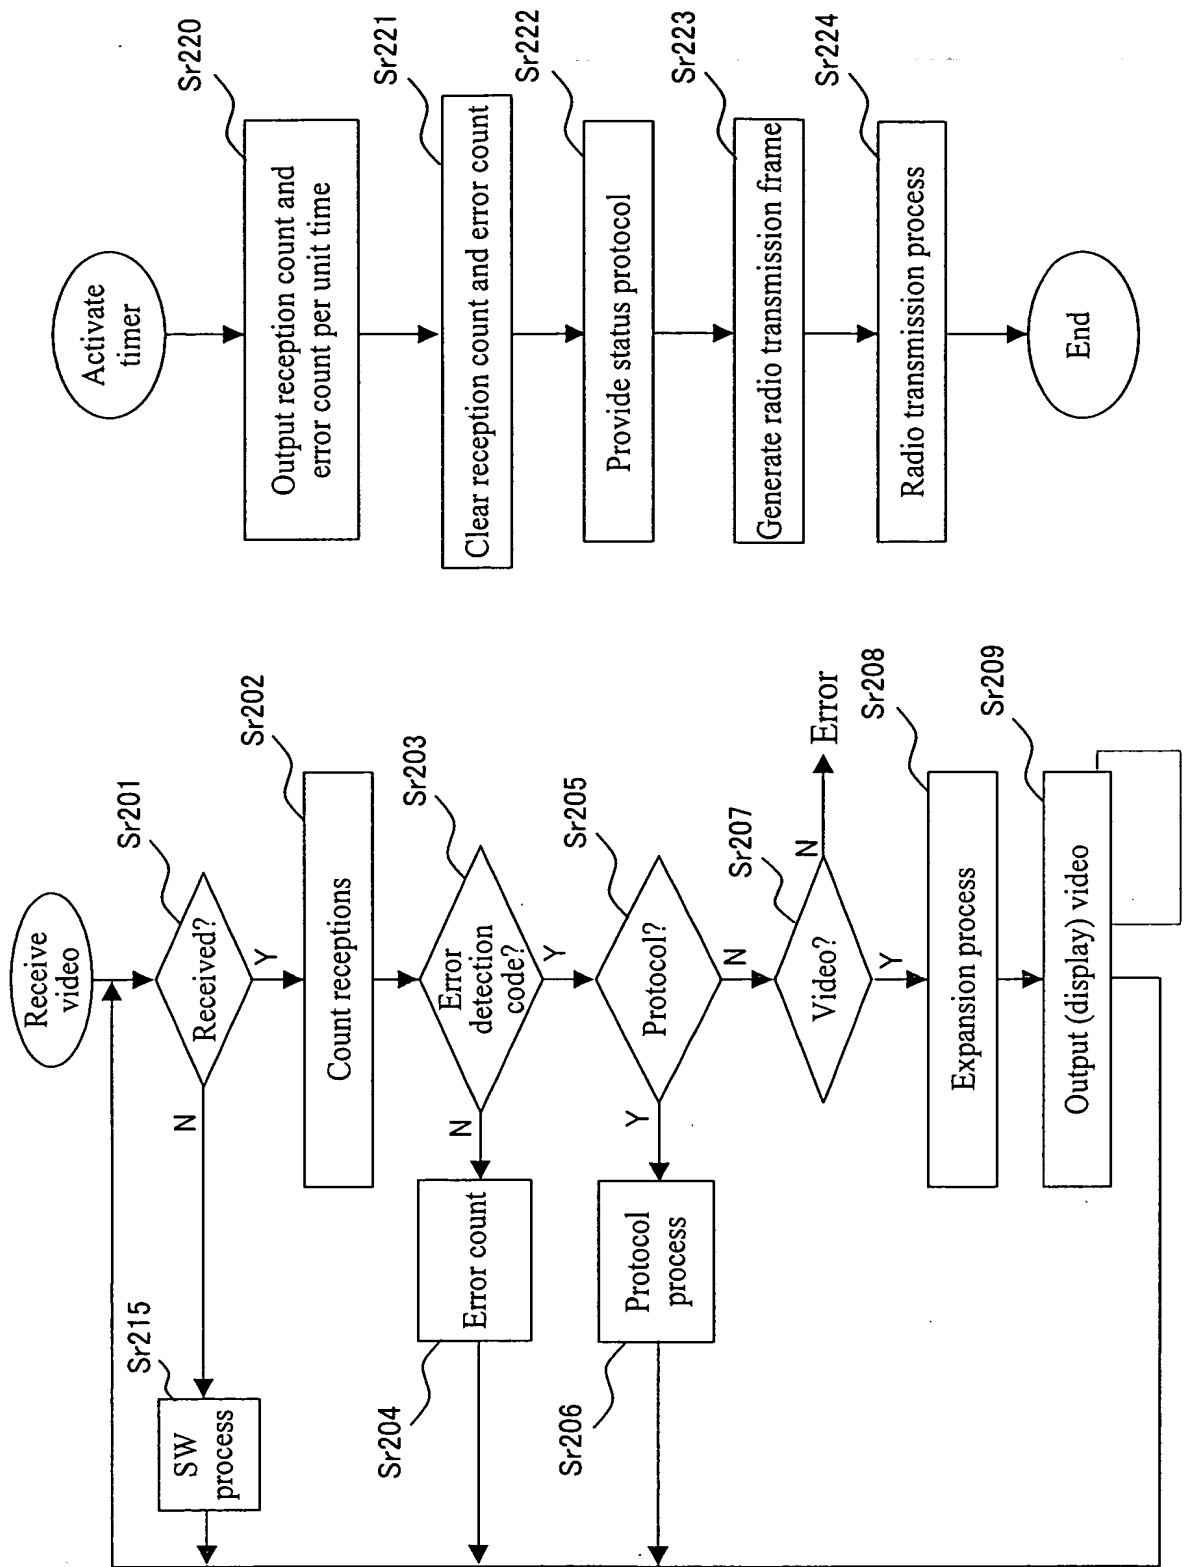 Receive
video
Sr201
Received?
N
Y
Sr215
SW
process
Sr202
Count receptions
Sr203
Error
detection
code?
N
Y
Error count
Sr204
Sr205
Protocol?
Y
N
Protocol
process
Sr206
Sr207
Video?
N
Error
Y
Sr208
Expansion process
Sr209
Output (display) video
Activate
timer
Sr220
Output reception count and
error count per unit time
Sr221
Clear reception count and error count
Sr222
Provide status protocol
Sr223
Generate radio transmission frame
Sr224
Radio transmission process
End